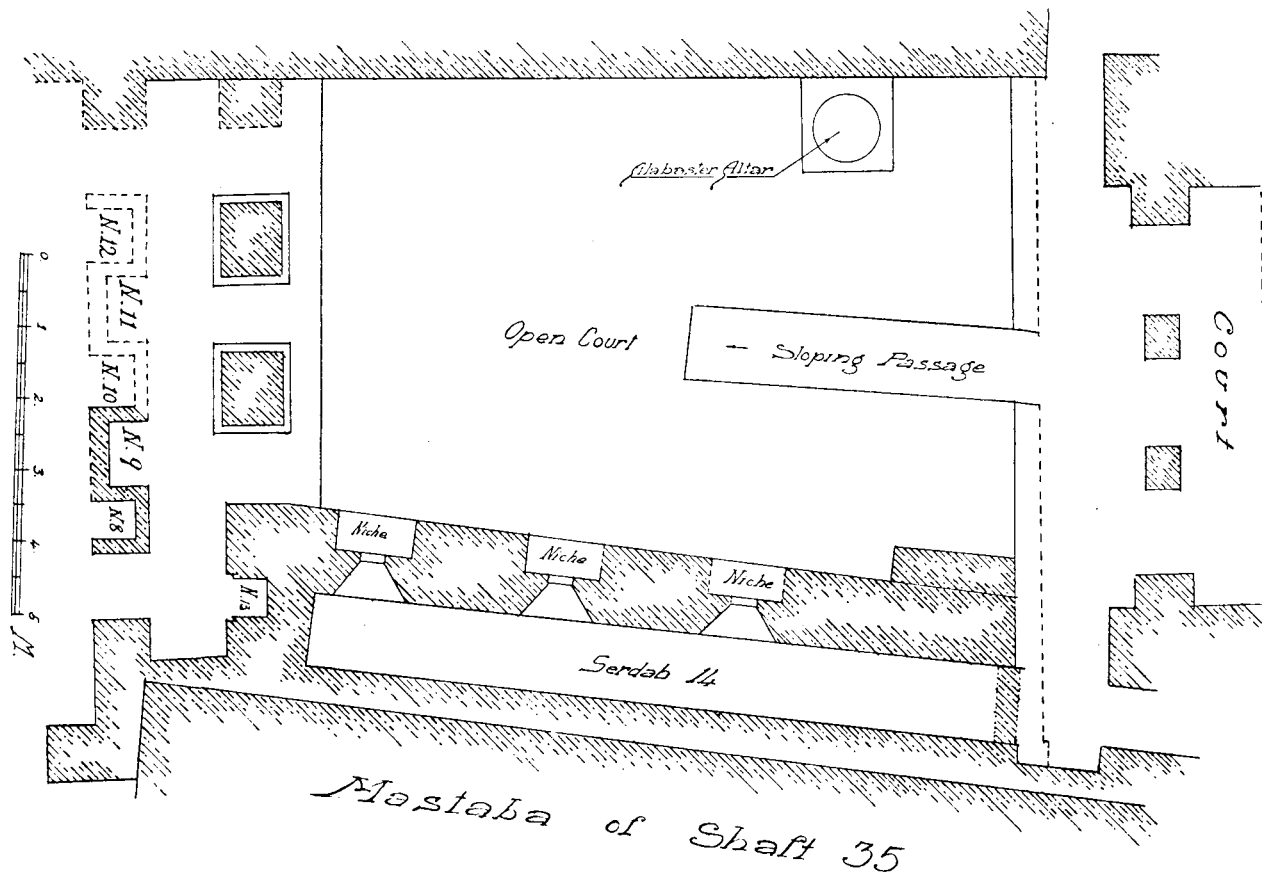 Alabaster Altar
N.12
N.11
N.10
N.9
N.8
0.
1.
2.
3.
4.
5
M
Open Court
← Sloping Passage
Court
Niche
Niche
Niche
N.13
Serdab 14
Mastaba of Shaft 35